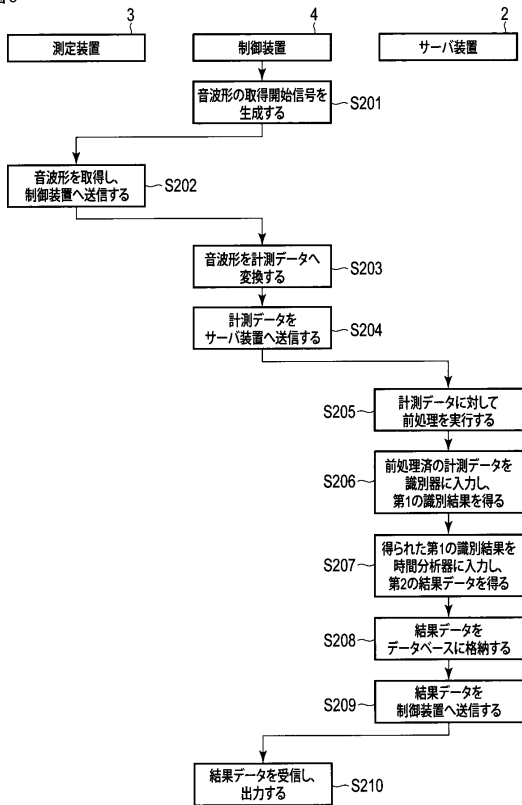 3
4
2
測定装置
制御装置
サーバ装置
音波形の取得開始信号を
生成する
S201
音波形を取得し、
制御装置へ送信する
S202
音波形を計測データへ
変換する
S203
計測データを
サーバ装置へ送信する
S204
S205
計測データに対して
前処理を実行する
S206
前処理済の計測データを
識別器に入力し、
第1の識別結果を得る
S207
得られた第1の識別結果を
時間分析器に入力し、
第2の結果データを得る
S208
結果データを
データベースに格納する
S209
結果データを
制御装置へ送信する
結果データを受信し、
出力する
S210